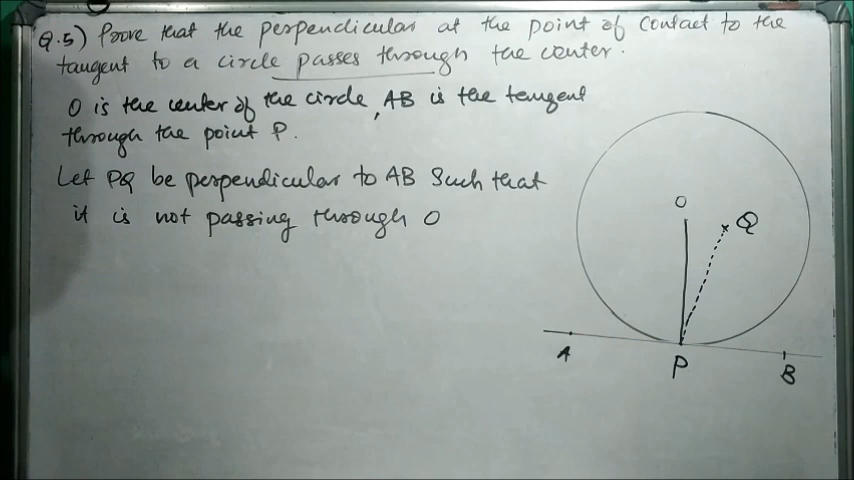 Q.5) Prove that the perpendicular at the point of Contact to the
tangent to a circle passes through the center.
O is the center of the circle, AB is the tangent
through the point P.
Let PQ be perpendicular to AB Such that
it is not passing through O
O
Q
A
P
B